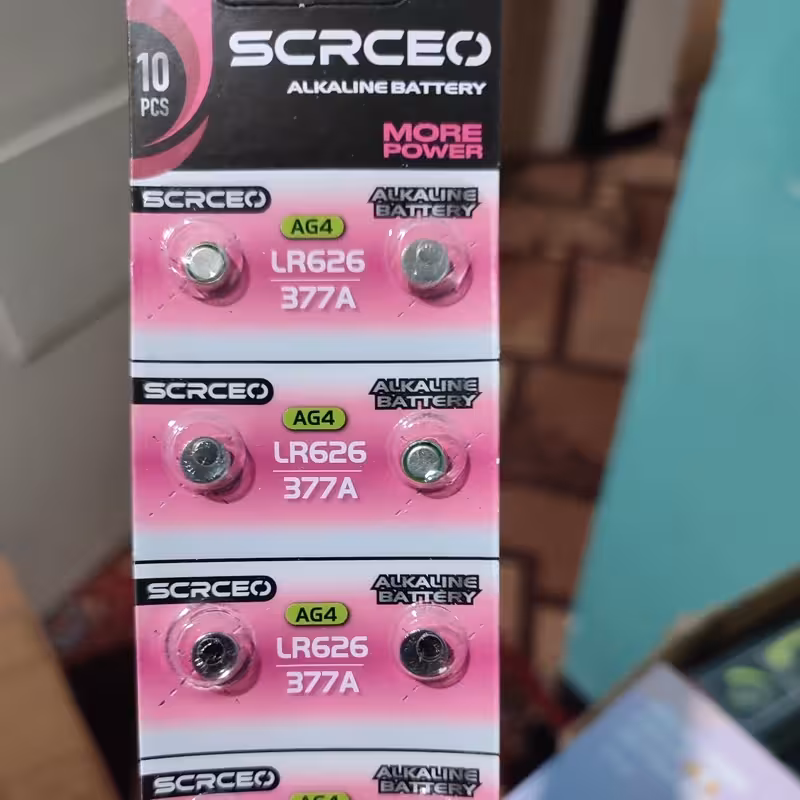 10
PCS
SCRCEO
ALKALINE BATTERY
MORE
POWER
SCRCEO
ALKALINE
BATTERY
AG4
LR626
377A
SCRCEO
ALKALINE
BATTERY
AG4
LR626
377A
SCRCEO
ALKALINE
BATTERY
AG4
LR626
377A
SCRCEO
ALKALINE
BATTERY
AG4